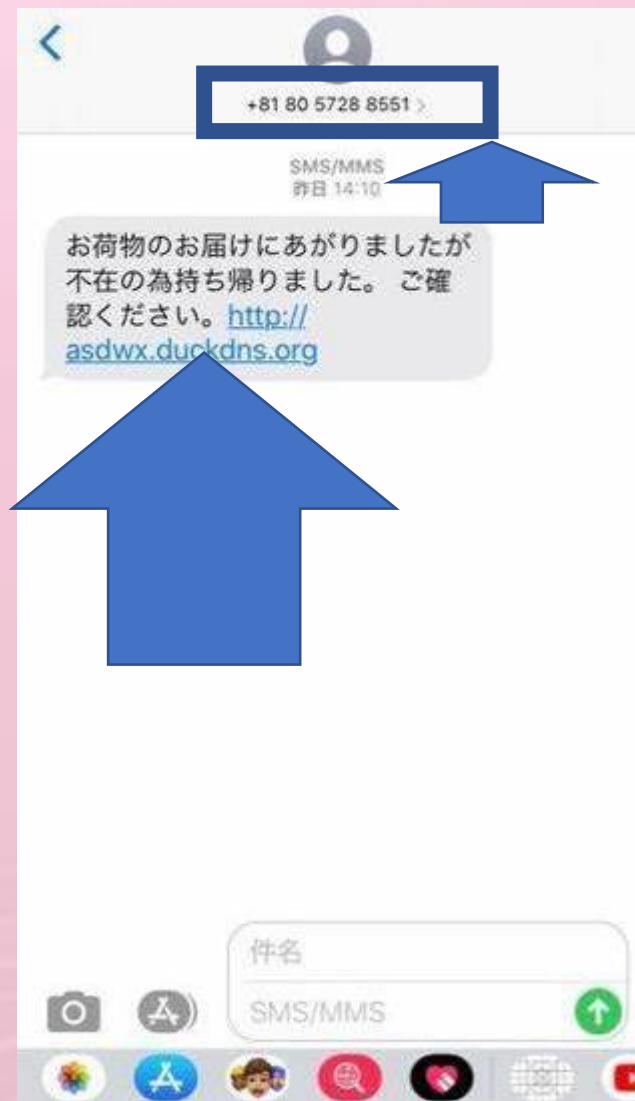 +81 80 5728 8551 >
SMS/MMS
昨日 14:10
お荷物のお届けにあがりましたが
不在の為持ち帰りました。 ご確
認ください。http://
asdwx.duckdns.org
件名
SMS/MMS